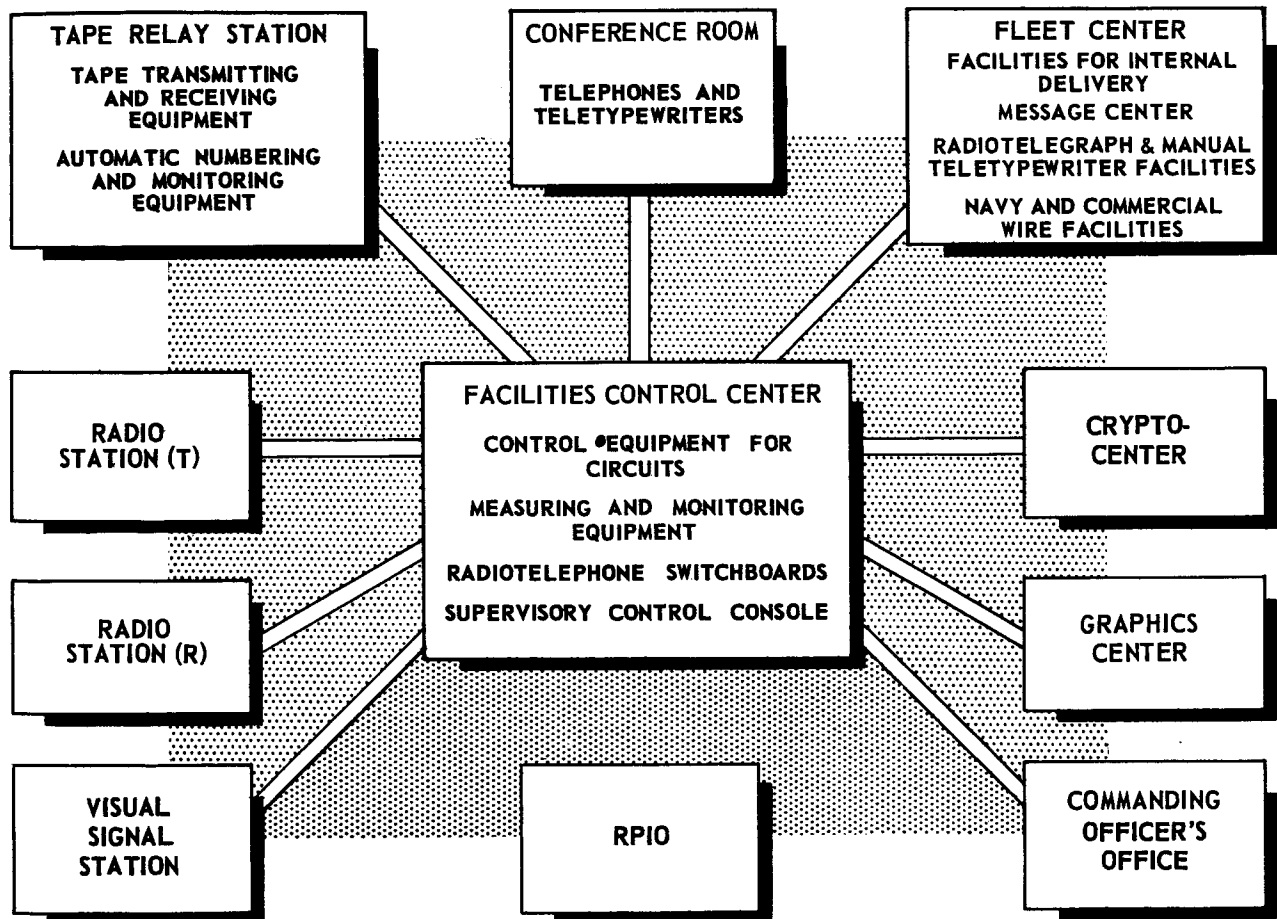 TAPE RELAY STATION
TAPE TRANSMITTING
AND RECEIVING
EQUIPMENT
AUTOMATIC NUMBERING
AND MONITORING
EQUIPMENT
CONFERENCE ROOM
TELEPHONES AND
TELETYPEWRITERS
FLEET CENTER
FACILITIES FOR INTERNAL
DELIVERY
MESSAGE CENTER
RADIOTELEGRAPH & MANUAL
TELETYPEWRITER FACILITIES
NAVY AND COMMERCIAL
WIRE FACILITIES
RADIO
STATION (T)
FACILITIES CONTROL CENTER
CONTROL EQUIPMENT FOR
CIRCUITS
MEASURING AND MONITORING
EQUIPMENT
RADIOTELEPHONE SWITCHBOARDS
SUPERVISORY CONTROL CONSOLE
CRYPTO-
CENTER
RADIO
STATION (R)
GRAPHICS
CENTER
VISUAL
SIGNAL
STATION
RPIO
COMMANDING
OFFICER'S
OFFICE